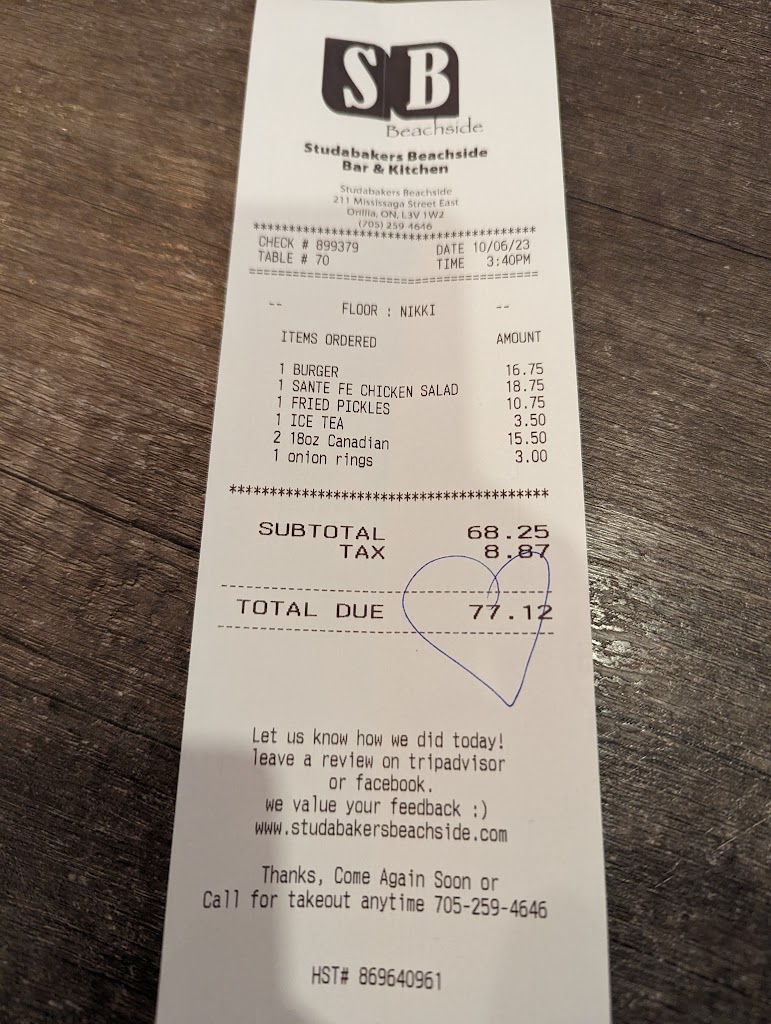 SB
Beachside
Studabakers Beachside
Bar & Kitchen
Studabakers Beachside
211 Mississaga Street East
Orillia, ON, L3V 1W2
(705) 259 4646
****************************************
CHECK # 899379 DATE 10/06/23
TABLE # 70 TIME 3:40PM
========================================
-- FLOOR : NIKKI --
ITEMS ORDERED AMOUNT
1 BURGER 16.75
1 SANTE FE CHICKEN SALAD 18.75
1 FRIED PICKLES 10.75
1 ICE TEA 3.50
2 18oz Canadian 15.50
1 onion rings 3.00
****************************************
SUBTOTAL 68.25
TAX 8.87
----------------------------------------
TOTAL DUE 77.12
----------------------------------------
Let us know how we did today!
leave a review on tripadvisor
or facebook.
we value your feedback :)
www.studabakersbeachside.com
Thanks, Come Again Soon or
Call for takeout anytime 705-259-4646
HST# 869640961